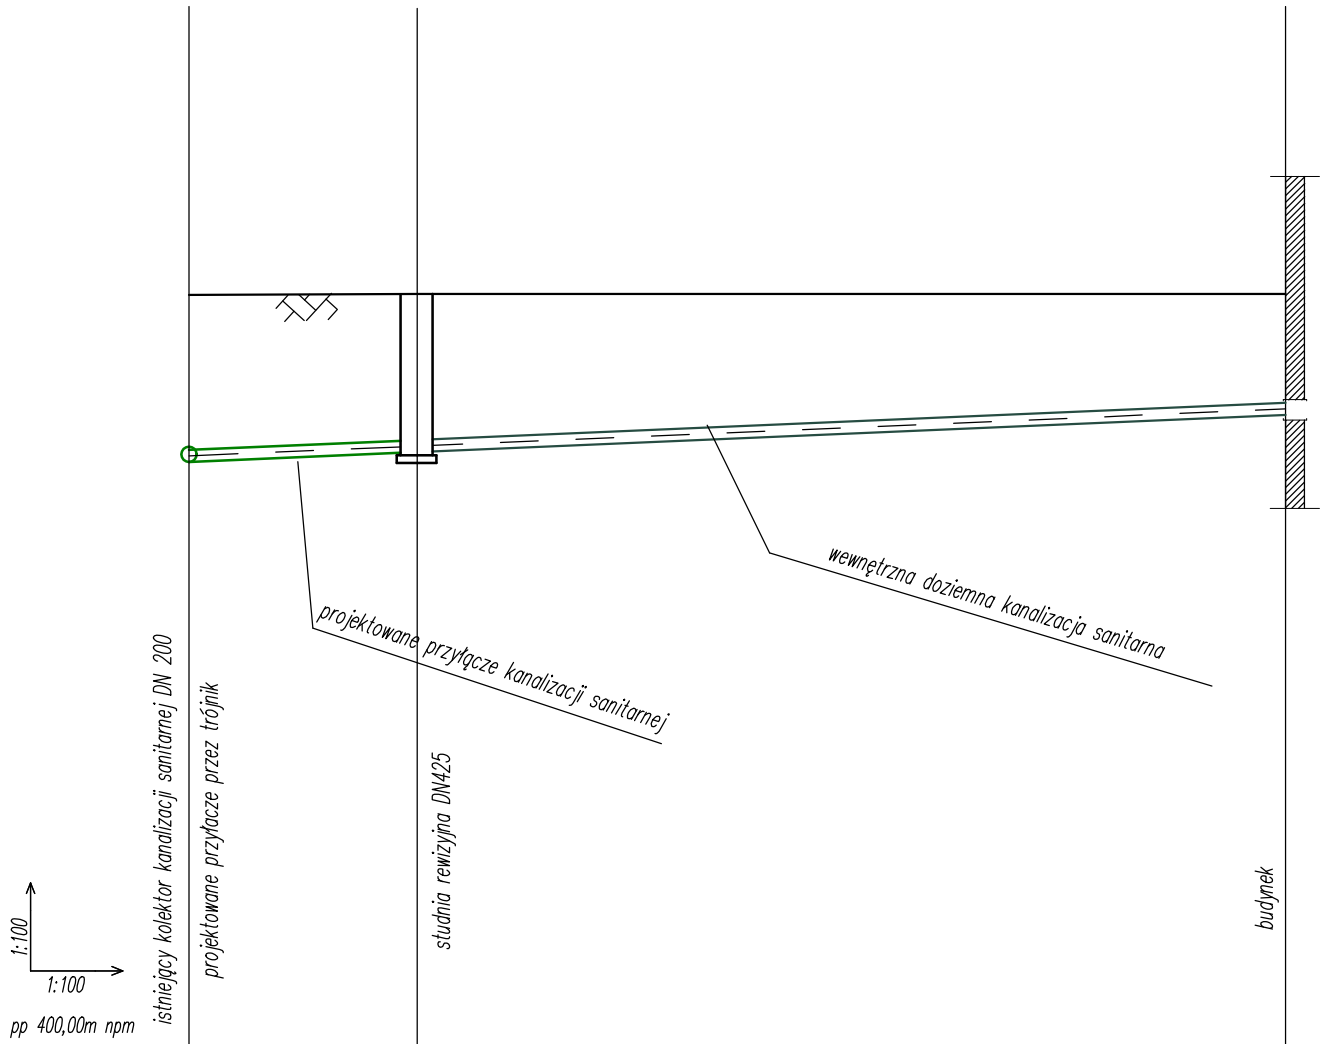 wewnętrzna doziemna kanalizacja sanitarna
projektowane przyłącze kanalizacji sanitarnej
istniejący kolektor kanalizacji sanitarnej DN 200
projektowane przyłacze przez trójnik
studnia rewizyjna DN425
budynek
1:100
1:100
pp 400,00m npm